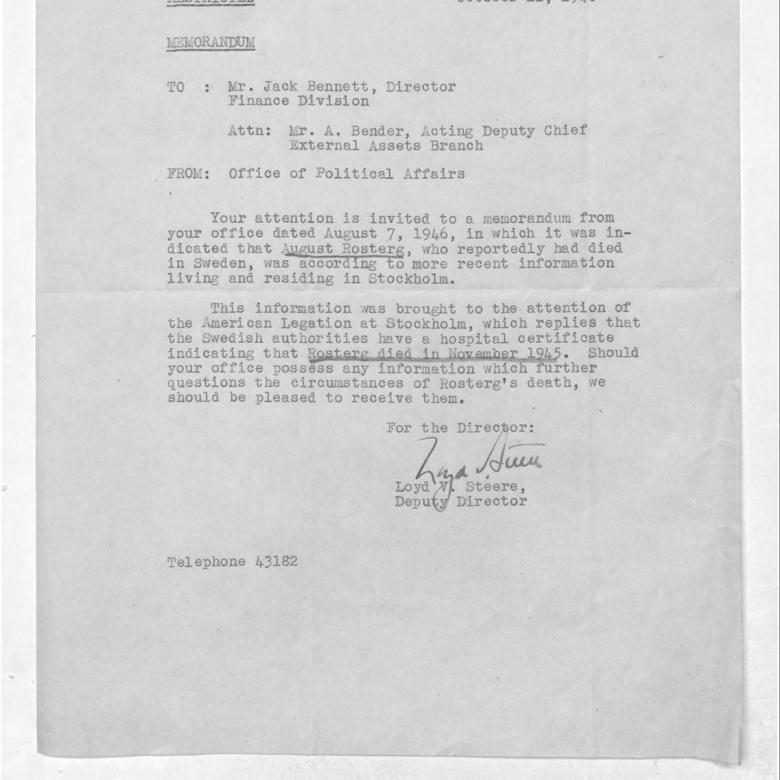 MEMORANDUM
TO : Mr. Jack Bennett, Director
Finance Division
Attn: Mr. A. Bender, Acting Deputy Chief
External Assets Branch
FROM: Office of Political Affairs
Your attention is invited to a memorandum from
your office dated August 7, 1946, in which it was in-
dicated that August Rosterg, who reportedly had died
in Sweden, was according to more recent information
living and residing in Stockholm.
This information was brought to the attention of
the American Legation at Stockholm, which replies that
the Swedish authorities have a hospital certificate
indicating that Rosterg died in November 1945. Should
your office possess any information which further
questions the circumstances of Rosterg's death, we
should be pleased to receive them.
For the Director:
Loyd V. Steere,
Deputy Director
Telephone 43182